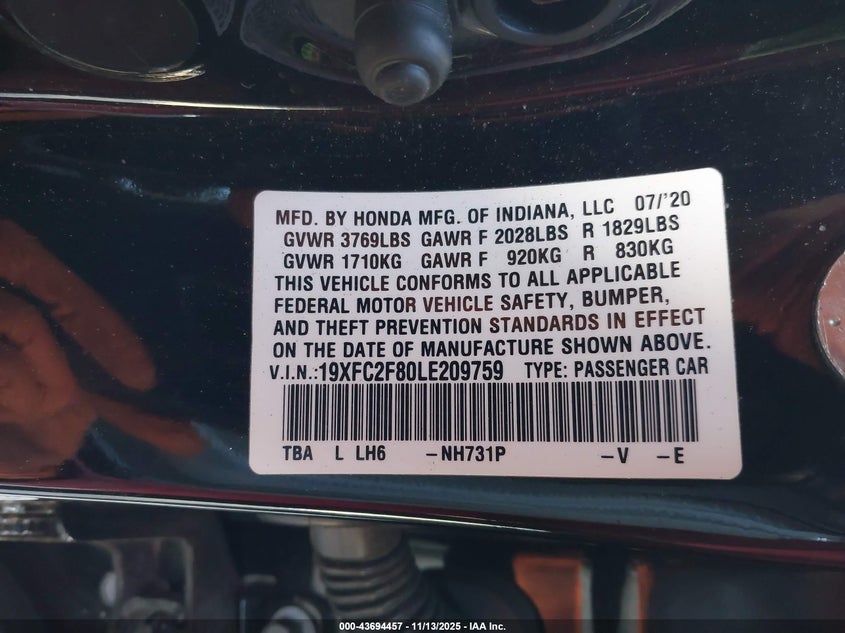 MFD. BY HONDA MFG. OF INDIANA, LLC 07/'20
GVWR 3769LBS GAWR F 2028LBS R 1829LBS
GVWR 1710KG GAWR F 920KG R 830KG
THIS VEHICLE CONFORMS TO ALL APPLICABLE
FEDERAL MOTOR VEHICLE SAFETY, BUMPER,
AND THEFT PREVENTION STANDARDS IN EFFECT
ON THE DATE OF MANUFACTURE SHOWN ABOVE.
V.I.N.:19XFC2F80LE209759 TYPE: PASSENGER CAR
TBA L LH6 -NH731P -V -E
000-43694457 - 11/13/2025 - IAA Inc.